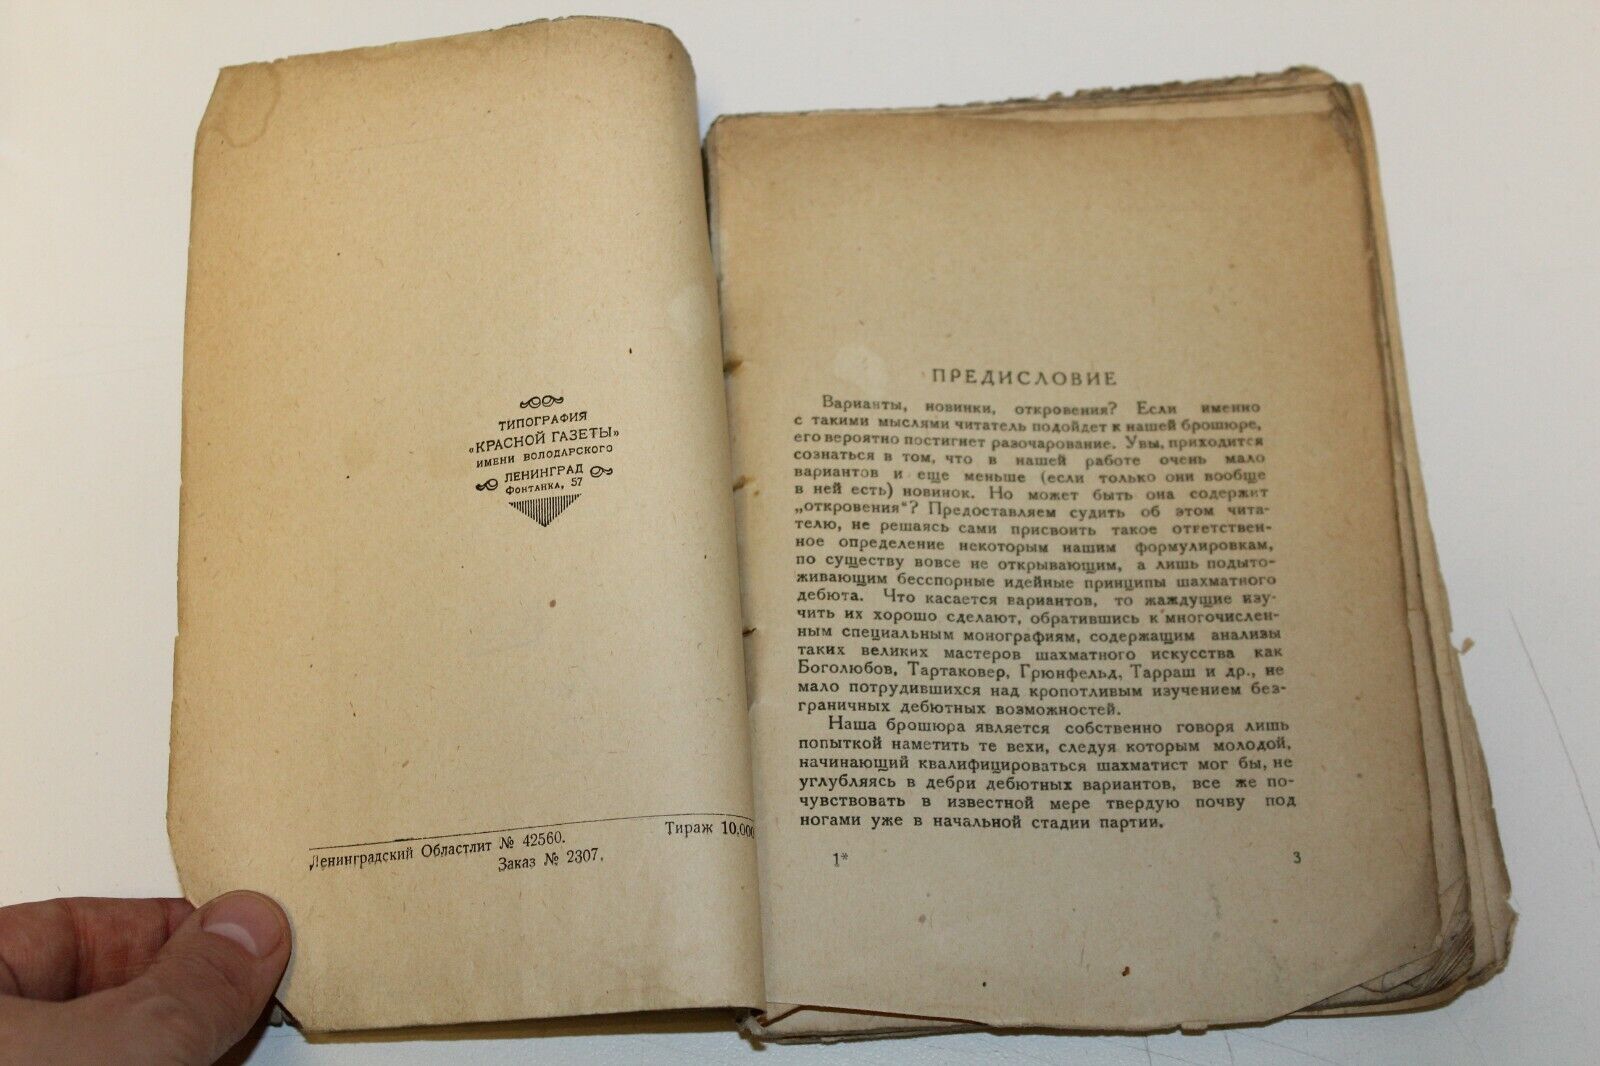 ТИПОГРАФИЯ
«КРАСНОЙ ГАЗЕТЫ»
ИМЕНИ ВОЛОДАРСКОГО
ЛЕНИНГРАД
ФОНТАНКА, 57
Ленинградский Областлит № 42560.
Тираж 10.000
Заказ № 2307.
ПРЕДИСЛОВИЕ
Варианты, новинки, откровения? Если именно
с такими мыслями читатель подойдет к нашей брошюре,
его вероятно постигнет разочарование. Увы, приходится
сознаться в том, что в нашей работе очень мало
вариантов и еще меньше (если только они вообще
в ней есть) новинок. Но может быть она содержит
„откровения“? Предоставляем судить об этом чита-
телю, не решаясь сами присвоить такое ответствен-
ное определение некоторым нашим формулировкам,
по существу вовсе не открывающим, а лишь подыто-
живающим бесспорные идейные принципы шахматного
дебюта. Что касается вариантов, то жаждущие изу-
чить их хорошо сделают, обратившись к многочислен-
ным специальным монографиям, содержащим анализы
таких великих мастеров шахматного искусства как
Боголюбов, Тартаковер, Грюнфельд, Тарраш и др., не
мало потрудившихся над кропотливым изучением без-
граничных дебютных возможностей.
Наша брошюра является собственно говоря лишь
попыткой наметить те вехи, следуя которым молодой,
начинающий квалифицироваться шахматист мог бы, не
углубляясь в дебри дебютных вариантов, все же по-
чувствовать в известной мере твердую почву под
ногами уже в начальной стадии партии.
1*
3